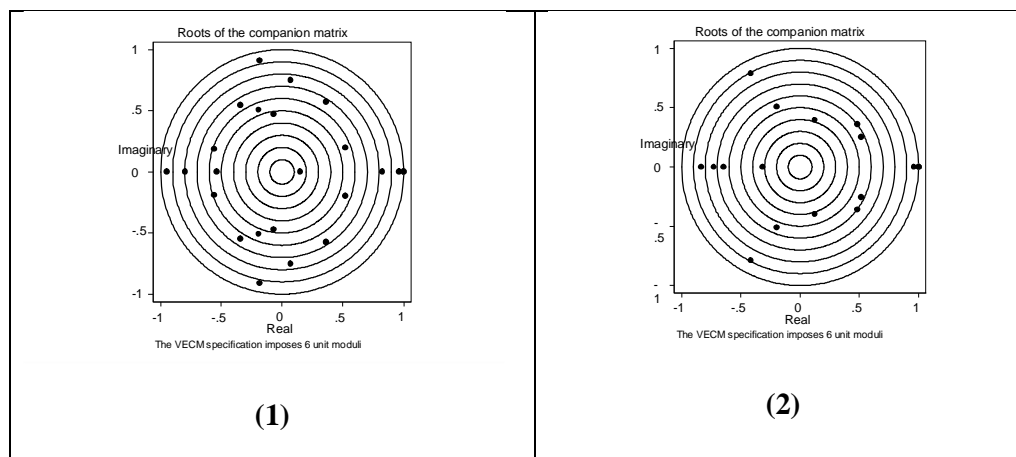 Roots of the companion matrix
1
.5
Imaginary
0
-.5
-1
-1 -.5 0 .5 1
Real
The VECM specification imposes 6 unit moduli
(1)
Roots of the companion matrix
1
.5
Imaginary
0
-
.5
-
1
-1 -.5 0 .5 1
Real
The VECM specification imposes 6 unit moduli
(2)